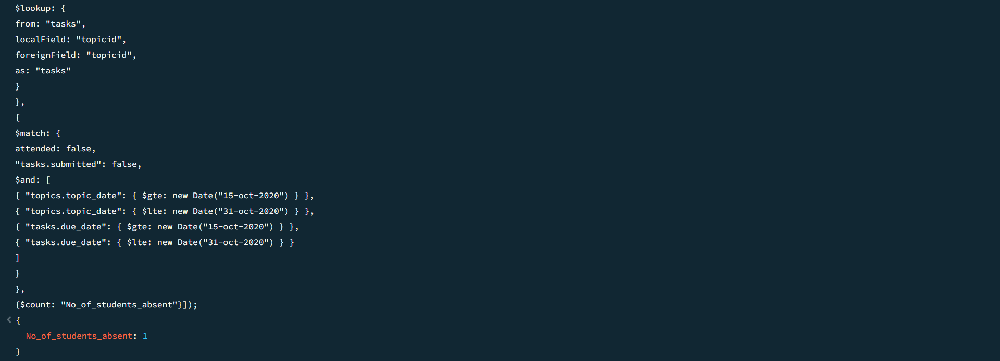 $lookup: {
from: "tasks",
localField: "topicid",
foreignField: "topicid",
as: "tasks"
}
},
{
$match: {
attended: false,
"tasks.submitted": false,
$and: [
{ "topics.topic_date": { $gte: new Date("15-oct-2020") } },
{ "topics.topic_date": { $lte: new Date("31-oct-2020") } },
{ "tasks.due_date": { $gte: new Date("15-oct-2020") } },
{ "tasks.due_date": { $lte: new Date("31-oct-2020") } }
]
}
},
{$count: "No_of_students_absent"}]);
{
No_of_students_absent: 1
}